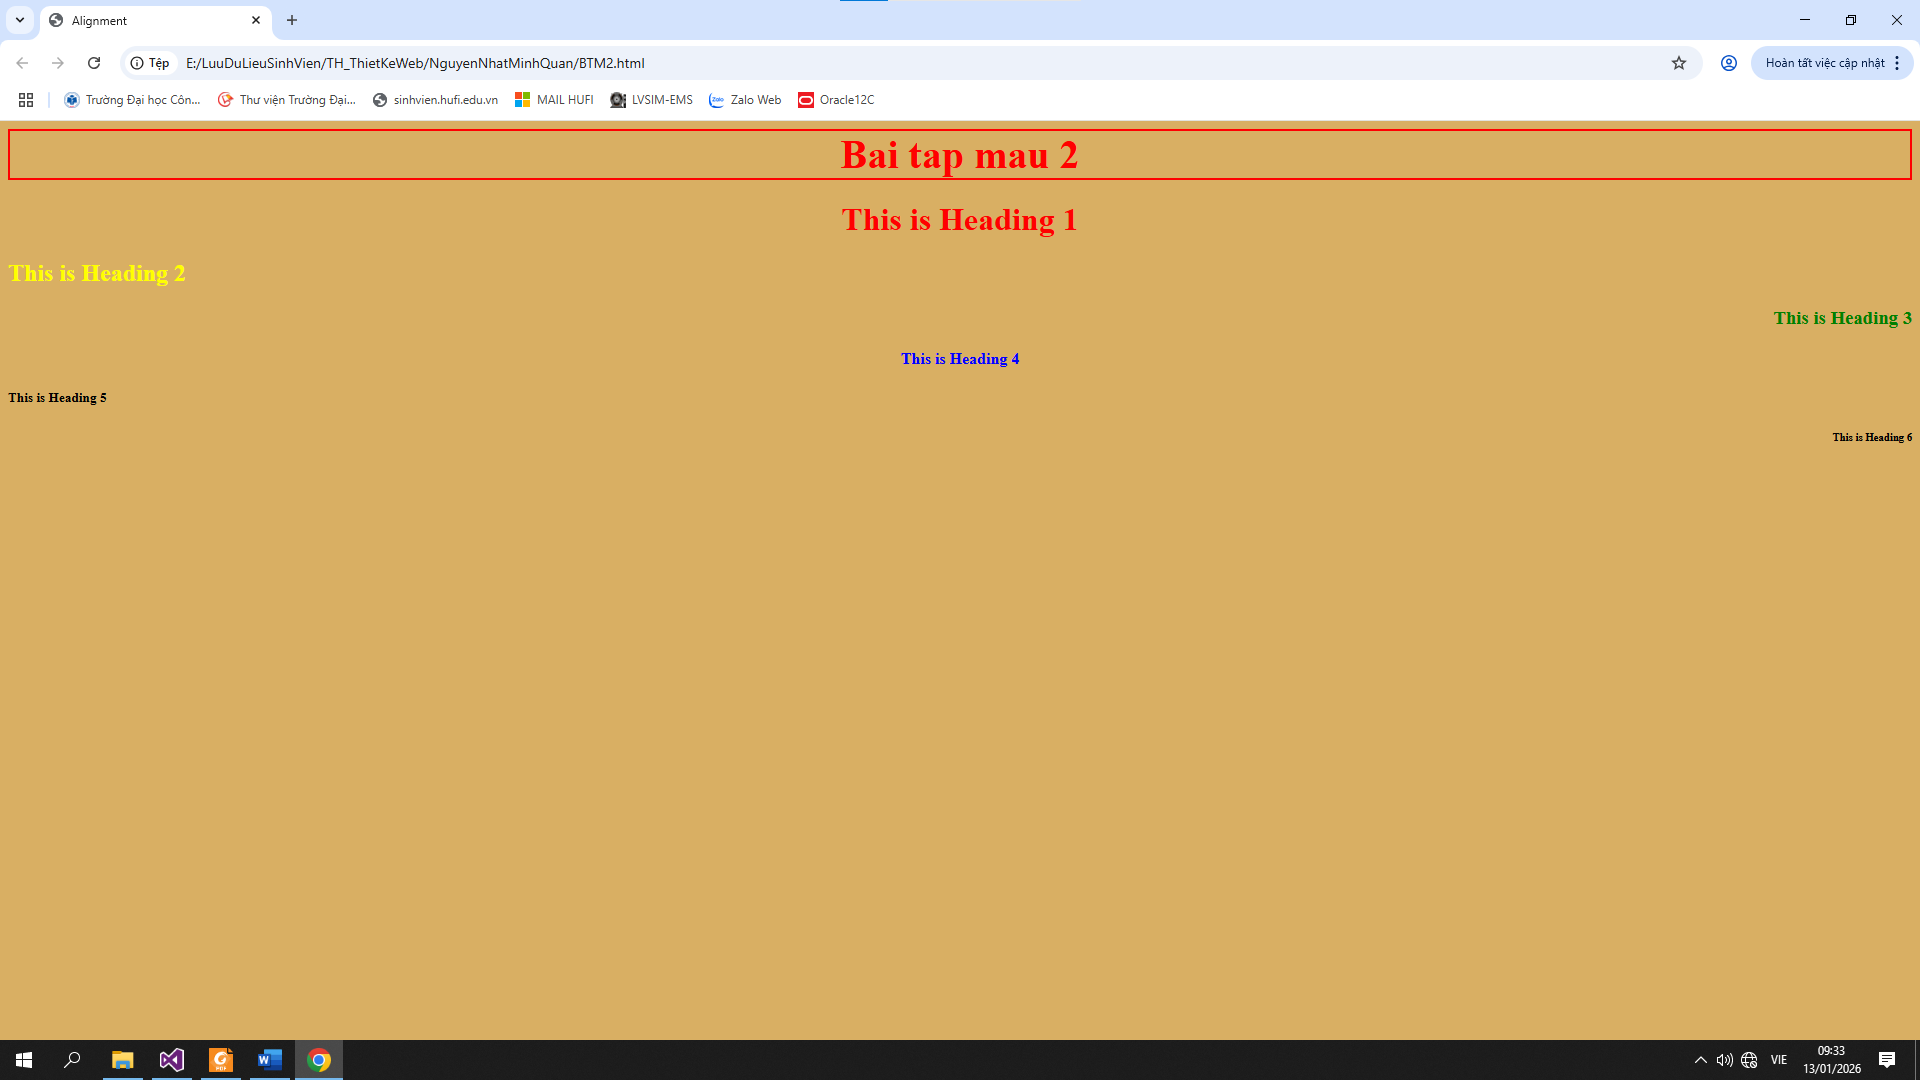 Alignment
Tệp
E:/LuuDuLieuSinhVien/TH_ThietKeWeb/NguyenNhatMinhQuan/BTM2.html
Hoàn tất việc cập nhật
Trường Đại học Côn...
Thư viện Trường Đại...
sinhvien.hufi.edu.vn
MAIL HUFI
LVSIM-EMS
Zalo Web
Oracle12C
Bai tap mau 2
This is Heading 1
This is Heading 2
This is Heading 3
This is Heading 4
This is Heading 5
This is Heading 6
VIE
09:33
13/01/2026